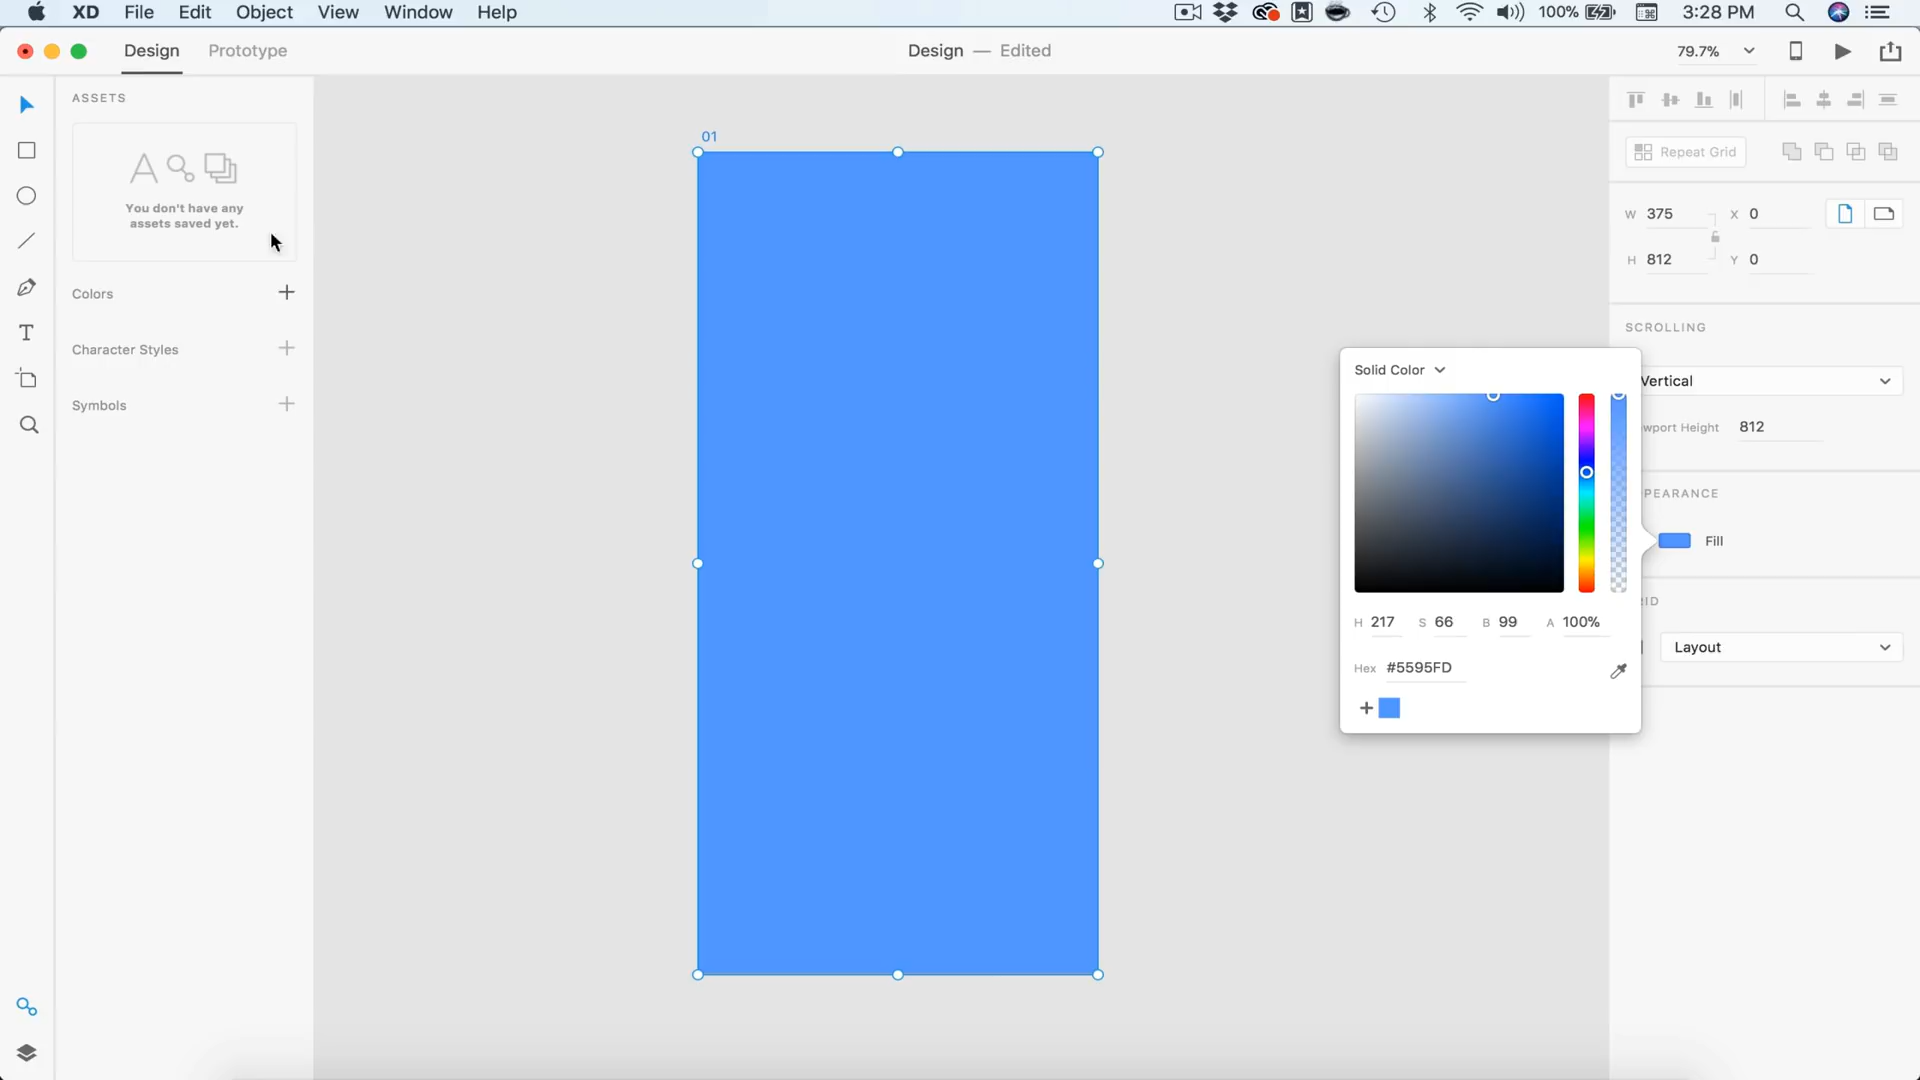 XD File Edit Object View Window Help 100% 3:28 PM
Design Prototype Design — Edited 79.7%
ASSETS
You don't have any
assets saved yet.
Colors
Character Styles
Symbols
01
Repeat Grid
W 375 X 0
H 812 Y 0
SCROLLING
Vertical
wport Height 812
PEARANCE
Fill
RID
Layout
Solid Color
H 217 S 66 B 99 A 100%
Hex #5595FD